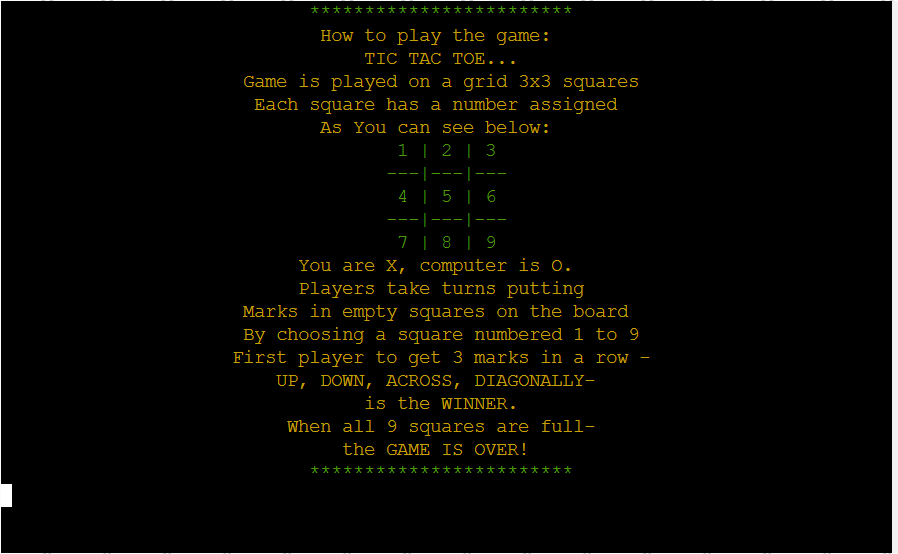 ************************
How to play the game:
TIC TAC TOE...
Game is played on a grid 3x3 squares
Each square has a number assigned
As You can see below:
1 | 2 | 3
---|---|---
4 | 5 | 6
---|---|---
7 | 8 | 9
You are X, computer is O.
Players take turns putting
Marks in empty squares on the board
By choosing a square numbered 1 to 9
First player to get 3 marks in a row -
UP, DOWN, ACROSS, DIAGONALLY-
is the WINNER.
When all 9 squares are full-
the GAME IS OVER!
************************